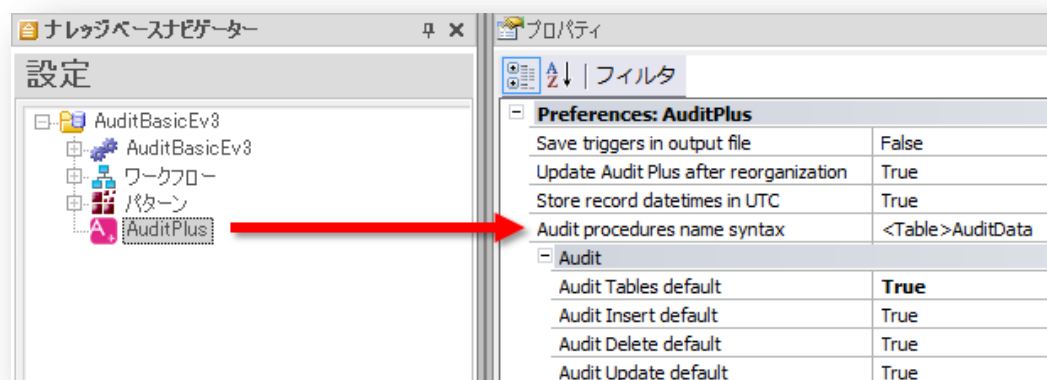 ナレッジベースナビゲーター
設定
AuditBasicEv3
AuditBasicEv3
ワークフロー
パターン
AuditPlus
プロパティ
フィルタ
Preferences: AuditPlus
Save triggers in output file False
Update Audit Plus after reorganization True
Store record datetimes in UTC True
Audit procedures name syntax <Table>AuditData
Audit
Audit Tables default True
Audit Insert default True
Audit Delete default True
Audit Update default True